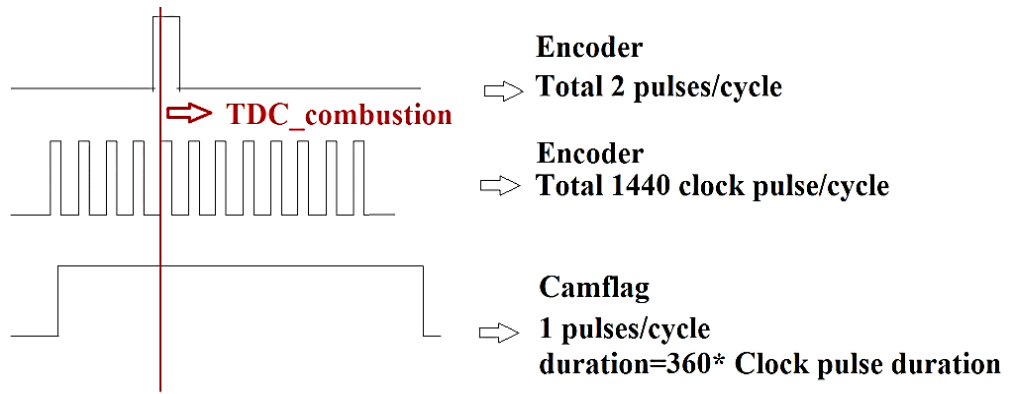 Encoder
Total 2 pulses/cycle
TDC_combustion
Encoder
Total 1440 clock pulse/cycle
Camflag
1 pulses/cycle
duration=360* Clock pulse duration